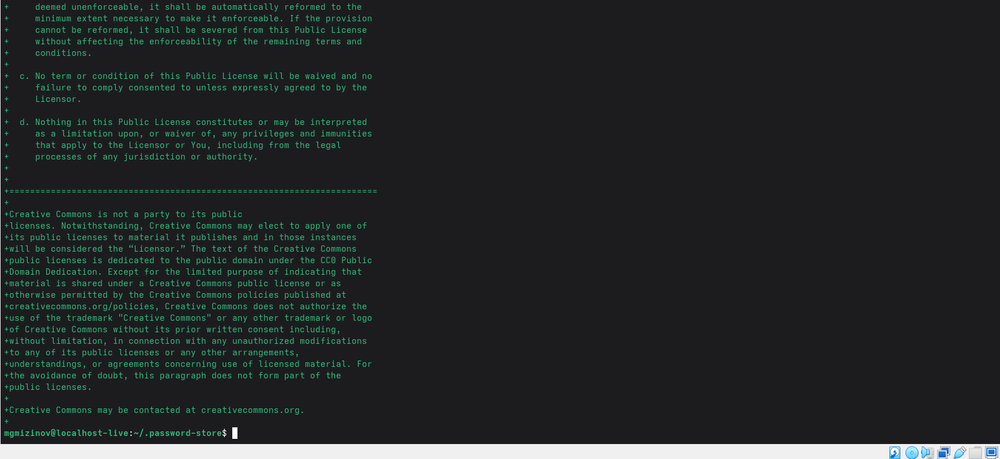 +     deemed unenforceable, it shall be automatically reformed to the
+     minimum extent necessary to make it enforceable. If the provision
+     cannot be reformed, it shall be severed from this Public License
+     without affecting the enforceability of the remaining terms and
+     conditions.
+
+  c. No term or condition of this Public License will be waived and no
+     failure to comply consented to unless expressly agreed to by the
+     Licensor.
+
+  d. Nothing in this Public License constitutes or may be interpreted
+     as a limitation upon, or waiver of, any privileges and immunities
+     that apply to the Licensor or You, including from the legal
+     processes of any jurisdiction or authority.
+
+
+=======================================================================
+
+Creative Commons is not a party to its public
+licenses. Notwithstanding, Creative Commons may elect to apply one of
+its public licenses to material it publishes and in those instances
+will be considered the “Licensor.” The text of the Creative Commons
+public licenses is dedicated to the public domain under the CC0 Public
+Domain Dedication. Except for the limited purpose of indicating that
+material is shared under a Creative Commons public license or as
+otherwise permitted by the Creative Commons policies published at
+creativecommons.org/policies, Creative Commons does not authorize the
+use of the trademark "Creative Commons" or any other trademark or logo
+of Creative Commons without its prior written consent including,
+without limitation, in connection with any unauthorized modifications
+to any of its public licenses or any other arrangements,
+understandings, or agreements concerning use of licensed material. For
+the avoidance of doubt, this paragraph does not form part of the
+public licenses.
+
+Creative Commons may be contacted at creativecommons.org.
+
mgmizinov@localhost-live:~/.password-store$